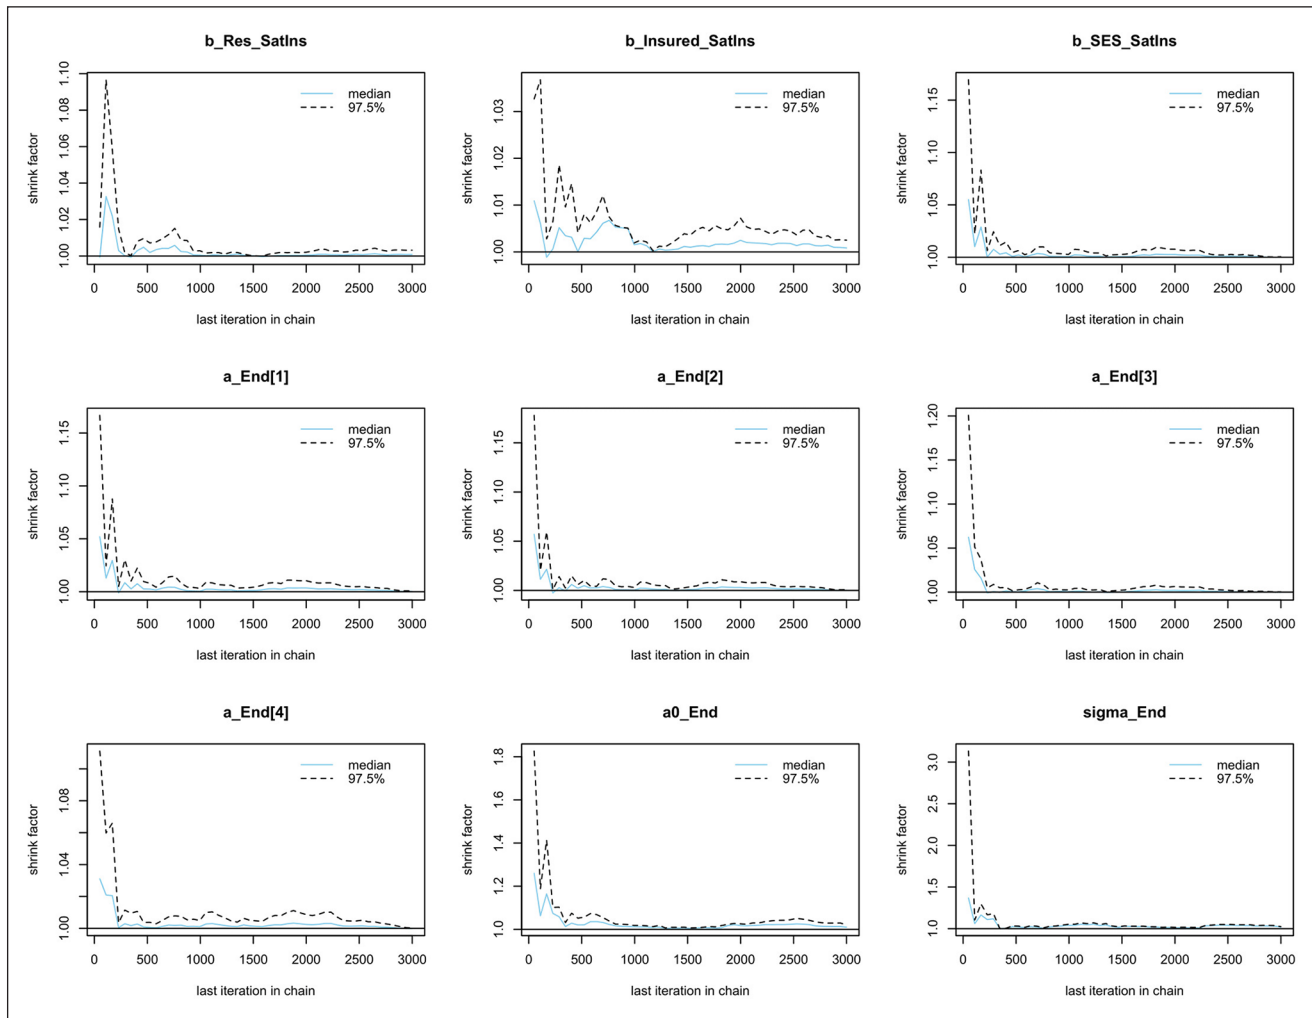 b_Res_SatIns
b_Insured_SatIns
b_SES_SatIns
shrink factor
1.00 1.02 1.04 1.06 1.08 1.10
median
97.5%
0 500 1000 1500 2000 2500 3000
last iteration in chain
shrink factor
1.00 1.01 1.02 1.03
median
97.5%
0 500 1000 1500 2000 2500 3000
last iteration in chain
shrink factor
1.00 1.05 1.10 1.15
median
97.5%
0 500 1000 1500 2000 2500 3000
last iteration in chain
a_End[1]
a_End[2]
a_End[3]
shrink factor
1.00 1.05 1.10 1.15
median
97.5%
0 500 1000 1500 2000 2500 3000
last iteration in chain
shrink factor
1.00 1.05 1.10 1.15
median
97.5%
0 500 1000 1500 2000 2500 3000
last iteration in chain
shrink factor
1.00 1.05 1.10 1.15 1.20
median
97.5%
0 500 1000 1500 2000 2500 3000
last iteration in chain
a_End[4]
a0_End
sigma_End
shrink factor
1.00 1.04 1.08
median
97.5%
0 500 1000 1500 2000 2500 3000
last iteration in chain
shrink factor
1.0 1.2 1.4 1.6 1.8
median
97.5%
0 500 1000 1500 2000 2500 3000
last iteration in chain
shrink factor
1.0 1.5 2.0 2.5 3.0
median
97.5%
0 500 1000 1500 2000 2500 3000
last iteration in chain